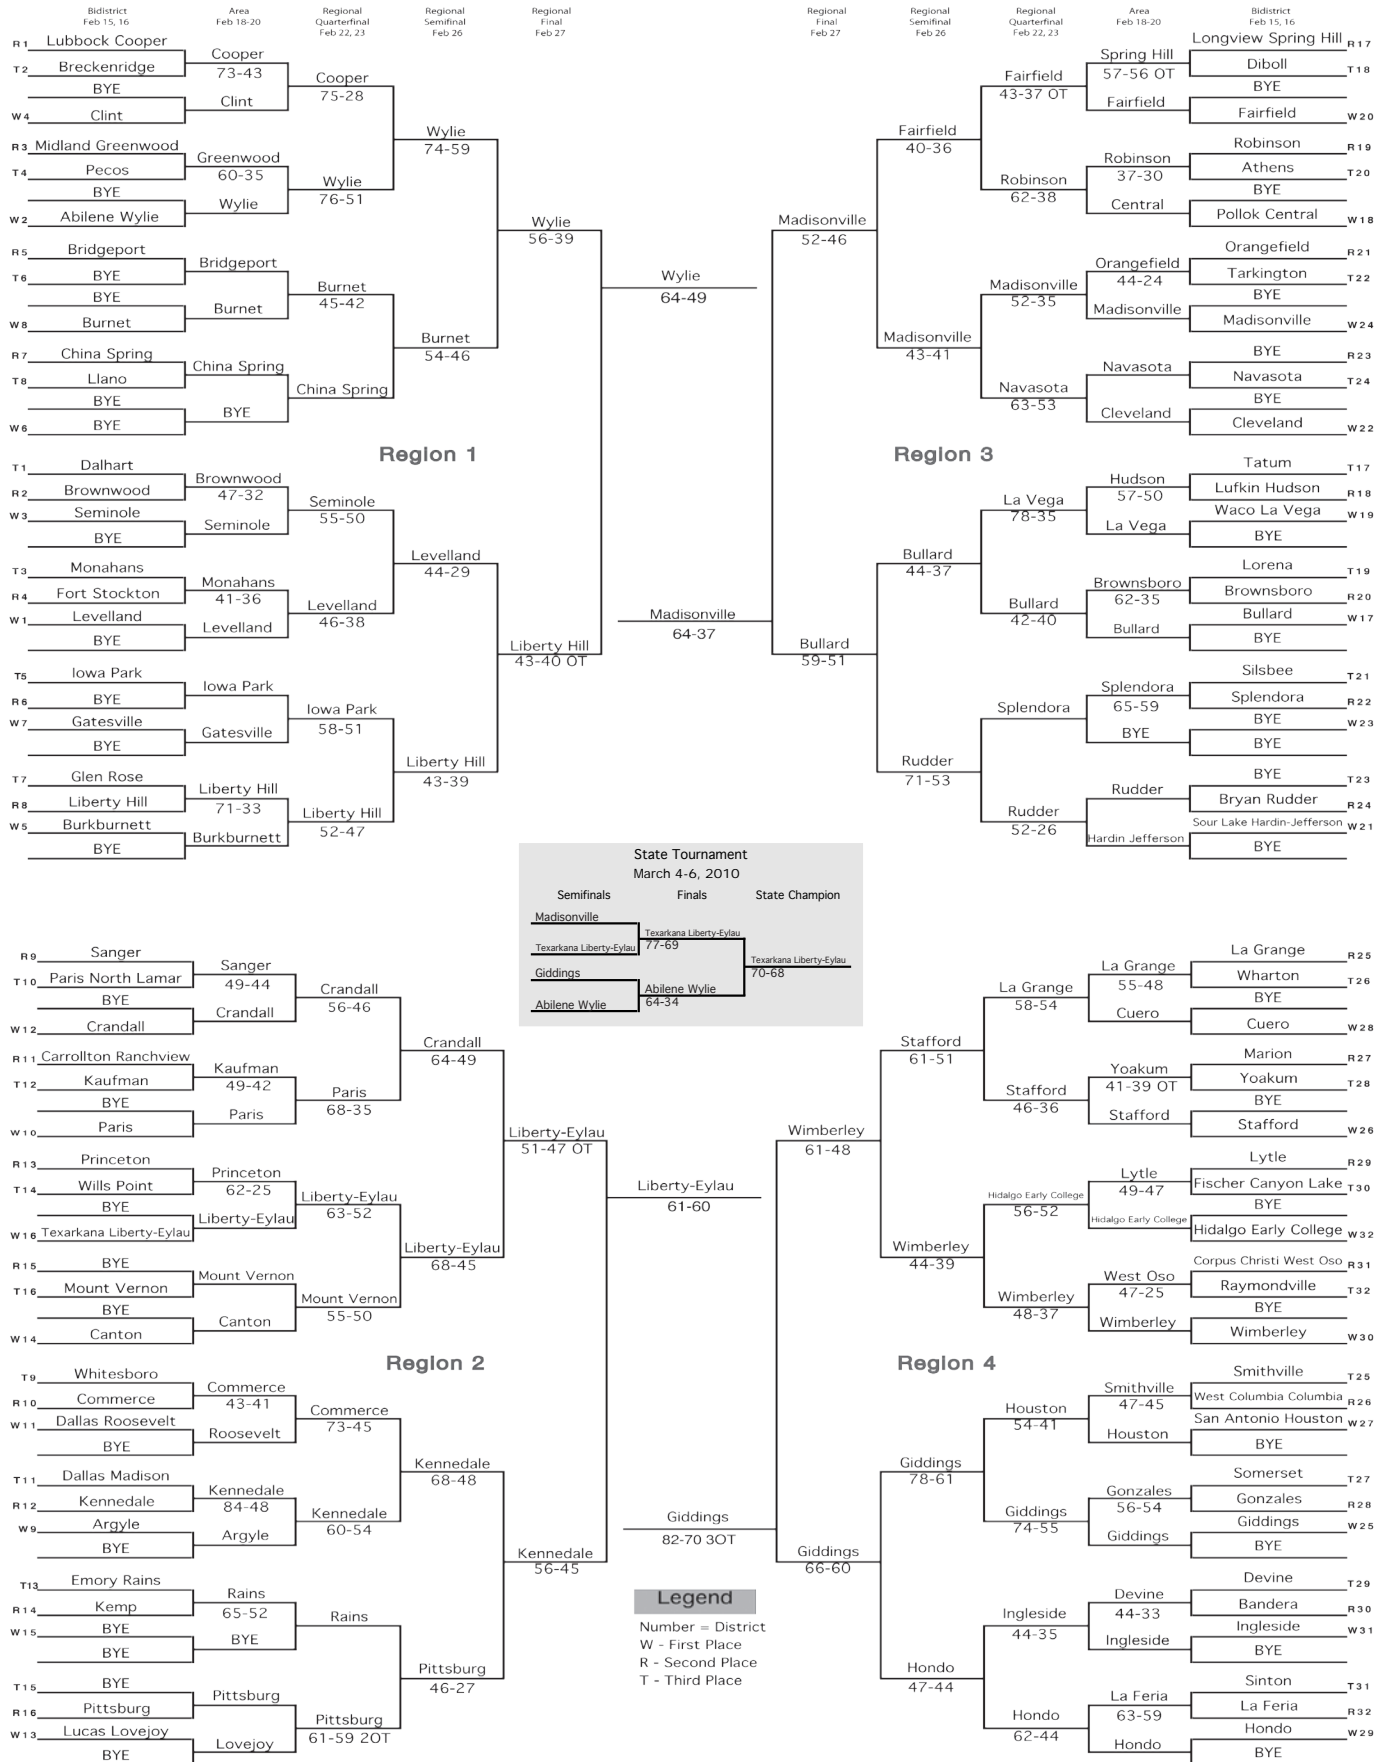 Bidistrict
Feb 15, 16
Area
Feb 18-20
Regional
Quarterfinal
Feb 22, 23
Regional
Semifinal
Feb 26
Regional
Final
Feb 27
Regional
Final
Feb 27
Regional
Semifinal
Feb 26
Regional
Quarterfinal
Feb 22, 23
Area
Feb 18-20
Bidistrict
Feb 15, 16
R1 Lubbock Cooper
T2 Breckenridge
BYE
W4 Clint
R3 Midland Greenwood
T4 Pecos
BYE
W2 Abilene Wylie
R5 Bridgeport
T6 BYE
BYE
W8 Burnet
R7 China Spring
T8 Llano
BYE
W6 BYE
Cooper
73-43
Clint
Greenwood
60-35
Wylie
Bridgeport
Burnet
China Spring
BYE
Cooper
75-28
Wylie
76-51
Burnet
45-42
China Spring
Wylie
74-59
Burnet
54-46
Wylie
56-39
Wylie
64-49
Region 1
T1 Dalhart
R2 Brownwood
W3 Seminole
BYE
T3 Monahans
R4 Fort Stockton
W1 Levelland
BYE
T5 Iowa Park
R6 BYE
W7 Gatesville
BYE
T7 Glen Rose
R8 Liberty Hill
W5 Burkburnett
BYE
Brownwood
47-32
Seminole
Monahans
41-36
Levelland
Iowa Park
Gatesville
Liberty Hill
71-33
Burkburnett
Seminole
55-50
Levelland
46-38
Iowa Park
58-51
Liberty Hill
52-47
Levelland
44-29
Liberty Hill
43-39
Liberty Hill
43-40 OT
Longview Spring Hill R17
Diboll T18
BYE
Fairfield W20
Robinson R19
Athens T20
BYE
Pollok Central W18
Orangefield R21
Tarkington T22
BYE
Madisonville W24
BYE R23
Navasota T24
BYE
Cleveland W22
Spring Hill
57-56 OT
Fairfield
Robinson
37-30
Central
Orangefield
44-24
Madisonville
Navasota
Cleveland
Fairfield
43-37 OT
Robinson
62-38
Madisonville
52-35
Navasota
63-53
Fairfield
40-36
Madisonville
43-41
Madisonville
52-46
Madisonville
64-37
Region 3
Tatum T17
Lufkin Hudson R18
Waco La Vega W19
BYE
Lorena T19
Brownsboro R20
Bullard W17
BYE
Silsbee T21
Splendora R22
BYE W23
BYE
BYE T23
Bryan Rudder R24
Sour Lake Hardin-Jefferson W21
BYE
Hudson
57-50
La Vega
Brownsboro
62-35
Bullard
Splendora
65-59
BYE
Rudder
Hardin Jefferson
La Vega
78-35
Bullard
42-40
Splendora
Rudder
52-26
Bullard
44-37
Rudder
71-53
Bullard
59-51
State Tournament
March 4-6, 2010
Semifinals Finals State Champion
Madisonville
Texarkana Liberty-Eylau
Giddings
Abilene Wylie
Texarkana Liberty-Eylau
77-69
Abilene Wylie
64-34
Texarkana Liberty-Eylau
70-68
R9 Sanger
T10 Paris North Lamar
BYE
W12 Crandall
R11 Carrollton Ranchview
T12 Kaufman
BYE
W10 Paris
R13 Princeton
T14 Wills Point
BYE
W16 Texarkana Liberty-Eylau
R15 BYE
T16 Mount Vernon
BYE
W14 Canton
Sanger
49-44
Crandall
Kaufman
49-42
Paris
Princeton
62-25
Liberty-Eylau
Mount Vernon
Canton
Crandall
56-46
Paris
68-35
Liberty-Eylau
63-52
Mount Vernon
55-50
Crandall
64-49
Liberty-Eylau
68-45
Liberty-Eylau
51-47 OT
Liberty-Eylau
61-60
Region 2
T9 Whitesboro
R10 Commerce
W11 Dallas Roosevelt
BYE
T11 Dallas Madison
R12 Kennedale
W9 Argyle
BYE
T13 Emory Rains
R14 Kemp
W15 BYE
BYE
T15 BYE
R16 Pittsburg
W13 Lucas Lovejoy
BYE
Commerce
43-41
Roosevelt
Kennedale
84-48
Argyle
Rains
65-52
BYE
Pittsburg
Lovejoy
Commerce
73-45
Kennedale
60-54
Rains
Pittsburg
61-59 2OT
Kennedale
68-48
Pittsburg
46-27
Kennedale
56-45
La Grange R25
Wharton T26
BYE
Cuero W28
Marion R27
Yoakum T28
BYE
Stafford W26
Lytle R29
Fischer Canyon Lake T30
BYE
Hidalgo Early College W32
Corpus Christi West Oso R31
Raymondville T32
BYE
Wimberley W30
La Grange
55-48
Cuero
Yoakum
41-39 OT
Stafford
Lytle
49-47
Hidalgo Early College
West Oso
47-25
Wimberley
La Grange
58-54
Stafford
46-36
Hidalgo Early College
56-52
Wimberley
48-37
Stafford
61-51
Wimberley
44-39
Wimberley
61-48
Giddings
82-70 3OT
Region 4
Smithville T25
West Columbia Columbia R26
San Antonio Houston W27
BYE
Somerset T27
Gonzales R28
Giddings W25
BYE
Devine T29
Bandera R30
Ingleside W31
BYE
Sinton T31
La Feria R32
Hondo W29
BYE
Smithville
47-45
Houston
Gonzales
56-54
Giddings
Devine
44-33
Ingleside
La Feria
63-59
Hondo
Houston
54-41
Giddings
74-55
Ingleside
44-35
Hondo
62-44
Giddings
78-61
Hondo
47-44
Giddings
66-60
Legend
Number = District
W - First Place
R - Second Place
T - Third Place